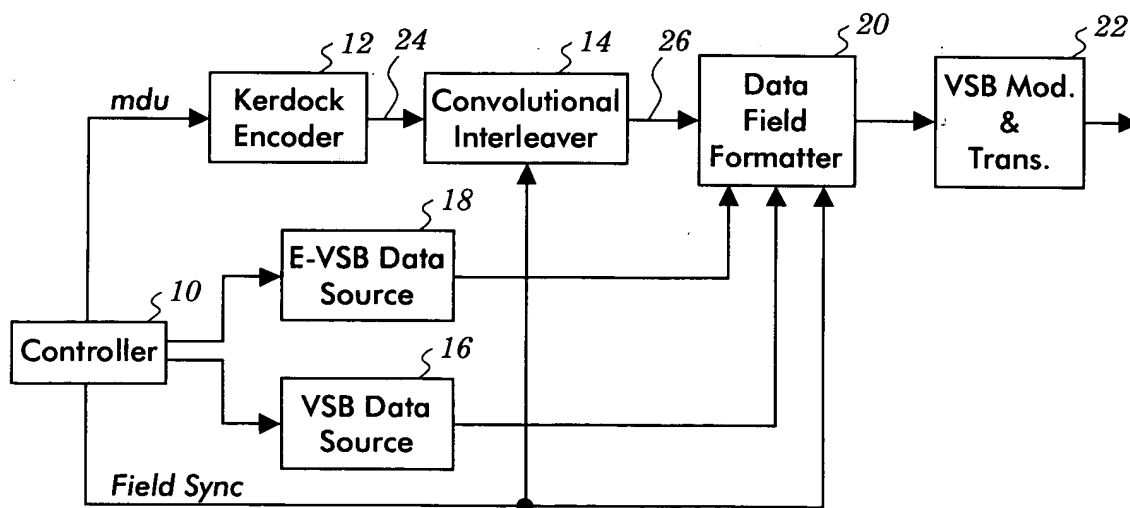 12
24
14
26
20
22
mdu
Kerdock
Encoder
Convolutional
Interleaver
Data
Field
Formatter
VSB Mod.
&
Trans.
18
E-VSB Data
Source
10
Controller
16
VSB Data
Source
Field Sync